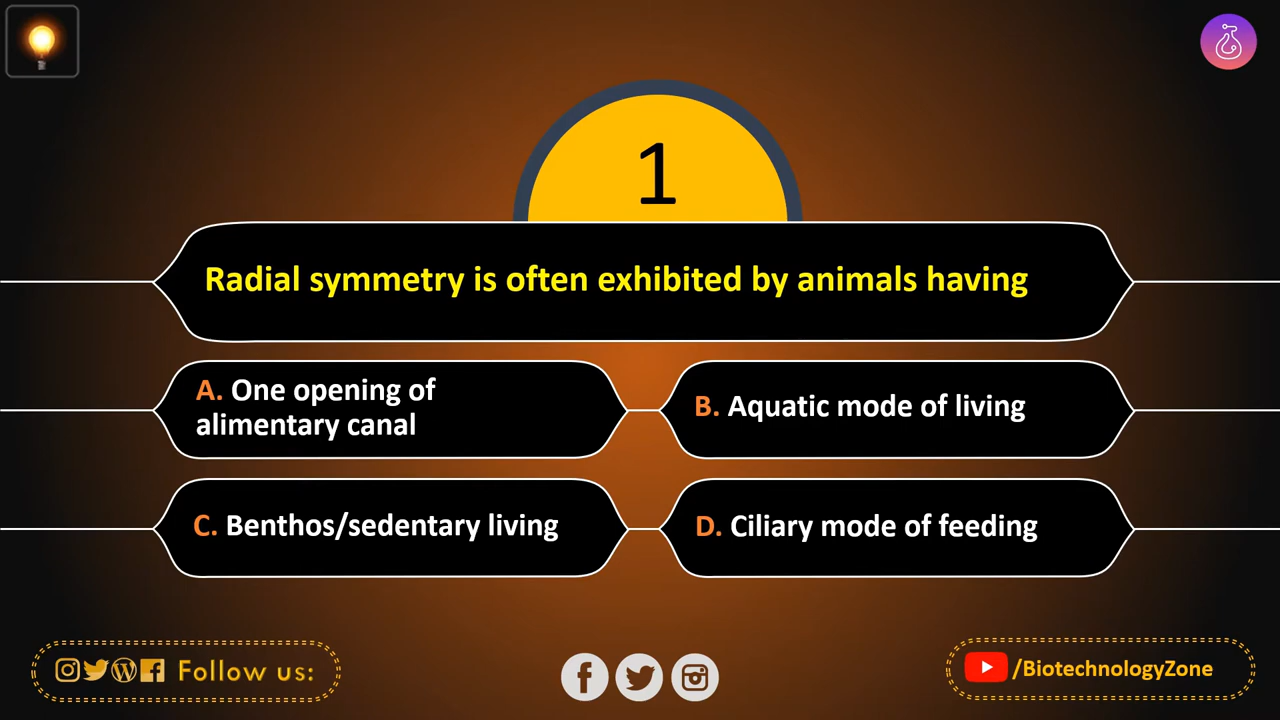 1
Radial symmetry is often exhibited by animals having
A. One opening of
alimentary canal
B. Aquatic mode of living
C. Benthos/sedentary living
D. Ciliary mode of feeding
Follow us:
/BiotechnologyZone